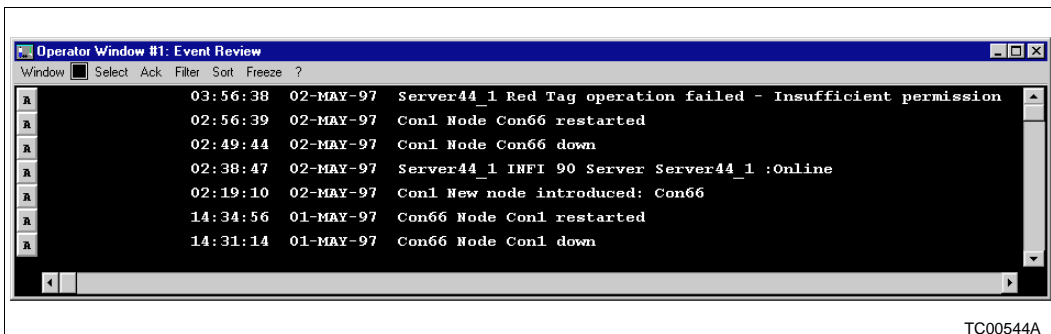 Operator Window #1: Event Review
Window Select Ack Filter Sort Freeze ?
A 03:56:38 02-MAY-97 Server44_1 Red Tag operation failed - Insufficient permission
A 02:56:39 02-MAY-97 Con1 Node Con66 restarted
A 02:49:44 02-MAY-97 Con1 Node Con66 down
A 02:38:47 02-MAY-97 Server44_1 INFI 90 Server Server44_1 :Online
A 02:19:10 02-MAY-97 Con1 New node introduced: Con66
A 14:34:56 01-MAY-97 Con66 Node Con1 restarted
A 14:31:14 01-MAY-97 Con66 Node Con1 down
TC00544A